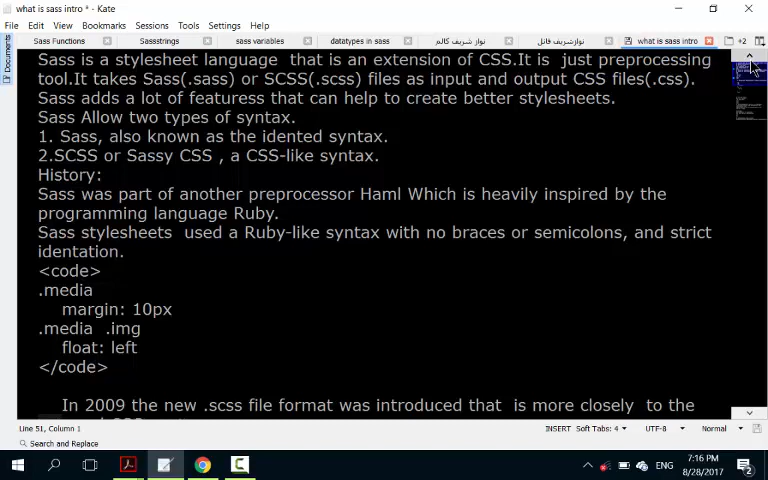 what is sass intro * - Kate
File Edit View Bookmarks Sessions Tools Settings Help
Sass Functions Sassstrings sass variables datatypes in sass نواز شریف کالم نوازشریف فائل what is sass intro +2
Documents
Sass is a stylesheet language that is an extension of CSS.It is just preprocessing
tool.It takes Sass(.sass) or SCSS(.scss) files as input and output CSS files(.css).
Sass adds a lot of featuress that can help to create better stylesheets.
Sass Allow two types of syntax.
1. Sass, also known as the idented syntax.
2.SCSS or Sassy CSS , a CSS-like syntax.
History:
Sass was part of another preprocessor Haml Which is heavily inspired by the
programming language Ruby.
Sass stylesheets used a Ruby-like syntax with no braces or semicolons, and strict
identation.
<code>
.media
margin: 10px
.media .img
float: left
</code>
In 2009 the new .scss file format was introduced that is more closely to the
Line 51, Column 1 INSERT Soft Tabs: 4 UTF-8 Normal
Search and Replace
ENG 7:16 PM
8/28/2017
2